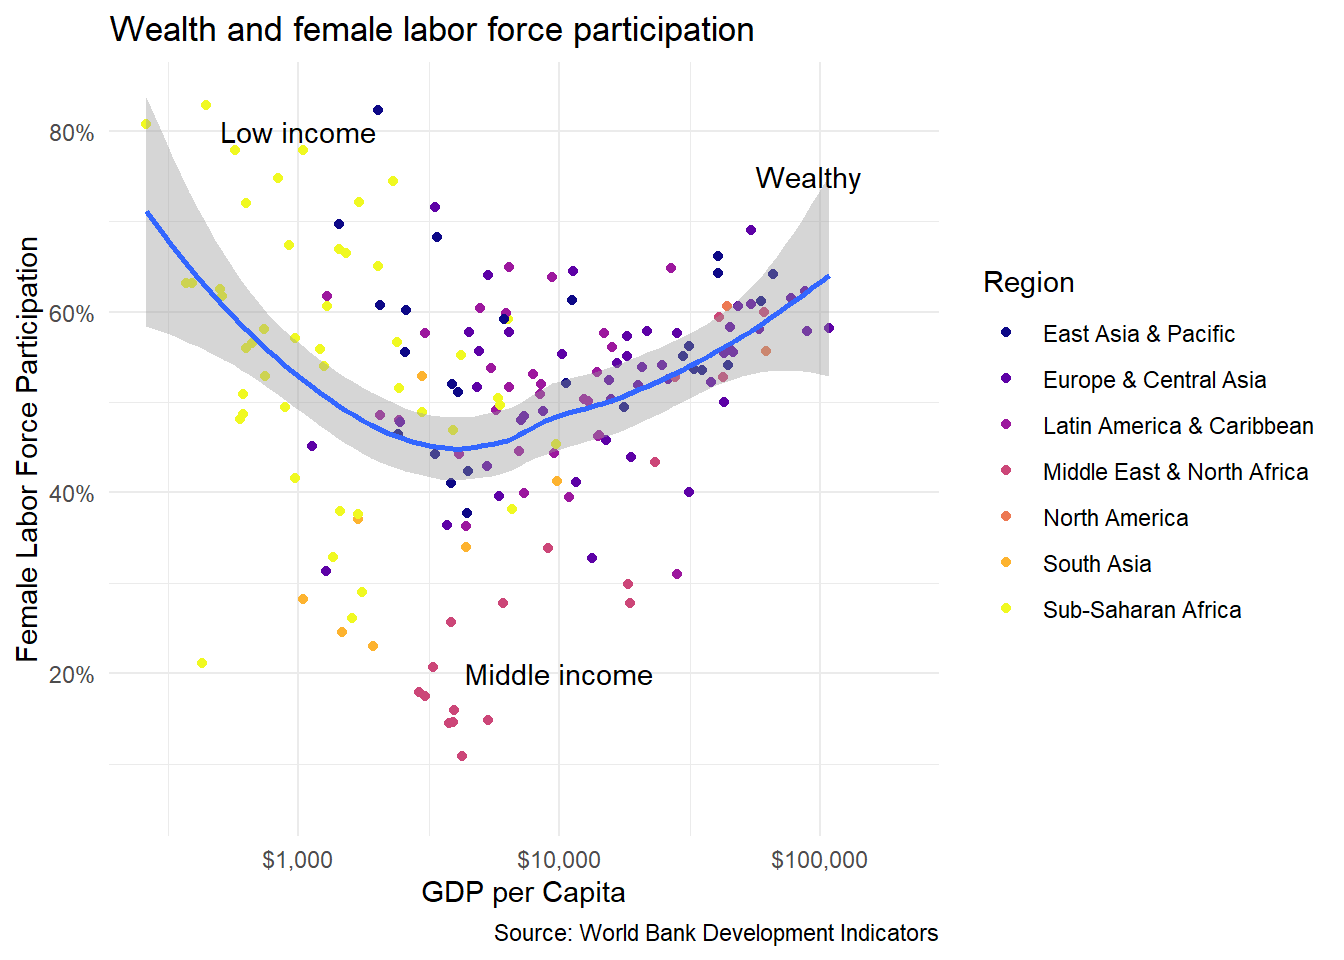 Wealth and female labor force participation
Female Labor Force Participation
80%
60%
40%
20%
Low income
Wealthy
Middle income
$1,000
$10,000
$100,000
GDP per Capita
Source: World Bank Development Indicators
Region
East Asia & Pacific
Europe & Central Asia
Latin America & Caribbean
Middle East & North Africa
North America
South Asia
Sub-Saharan Africa